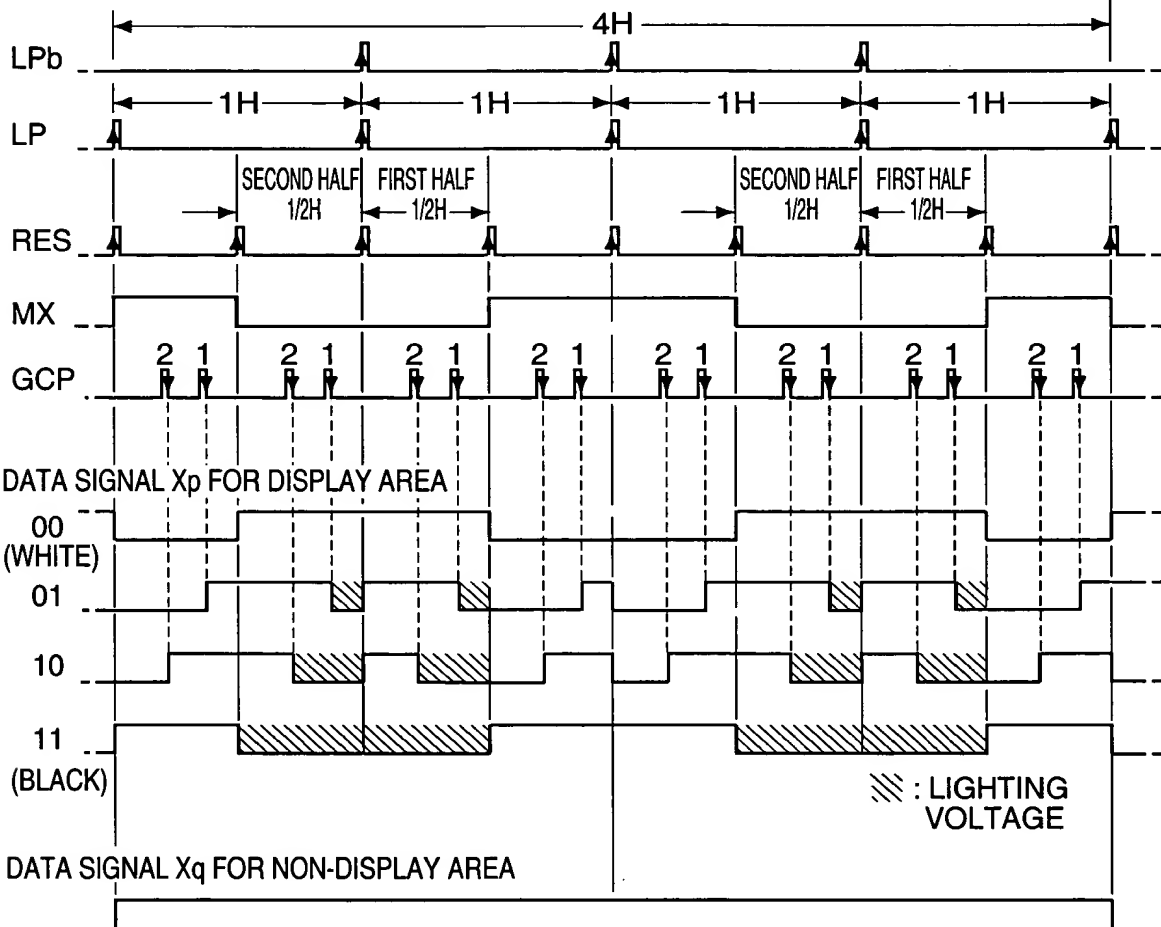 4H
LPb
1H 1H 1H 1H
LP
SECOND HALF FIRST HALF SECOND HALF FIRST HALF
1/2H 1/2H 1/2H 1/2H
RES
MX
2 1 2 1 2 1 2 1 2 1 2 1 2 1 2 1
GCP
DATA SIGNAL Xp FOR DISPLAY AREA
00
(WHITE)
01
10
11
(BLACK)
: LIGHTING
VOLTAGE
DATA SIGNAL Xq FOR NON-DISPLAY AREA